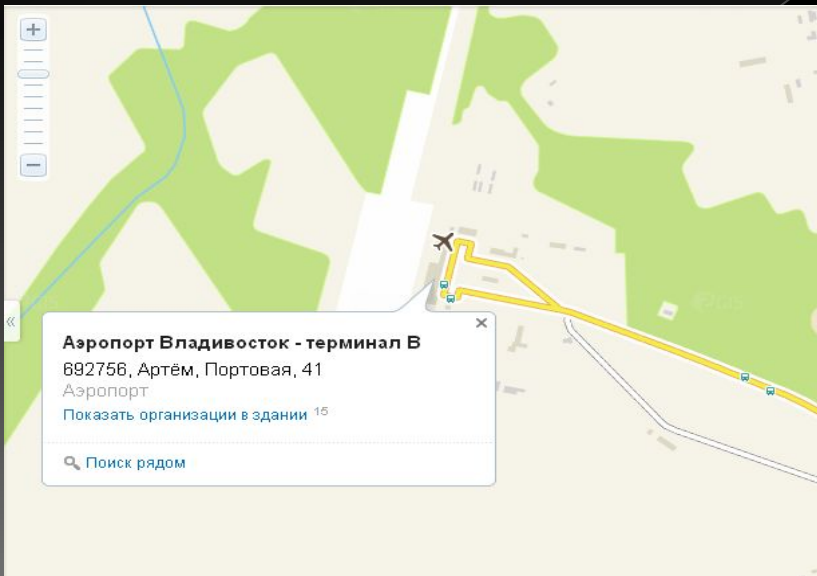 +
−
«
×
Аэропорт Владивосток - терминал В
692756, Артём, Портовая, 41
Аэропорт
Показать организации в здании 15
Поиск рядом